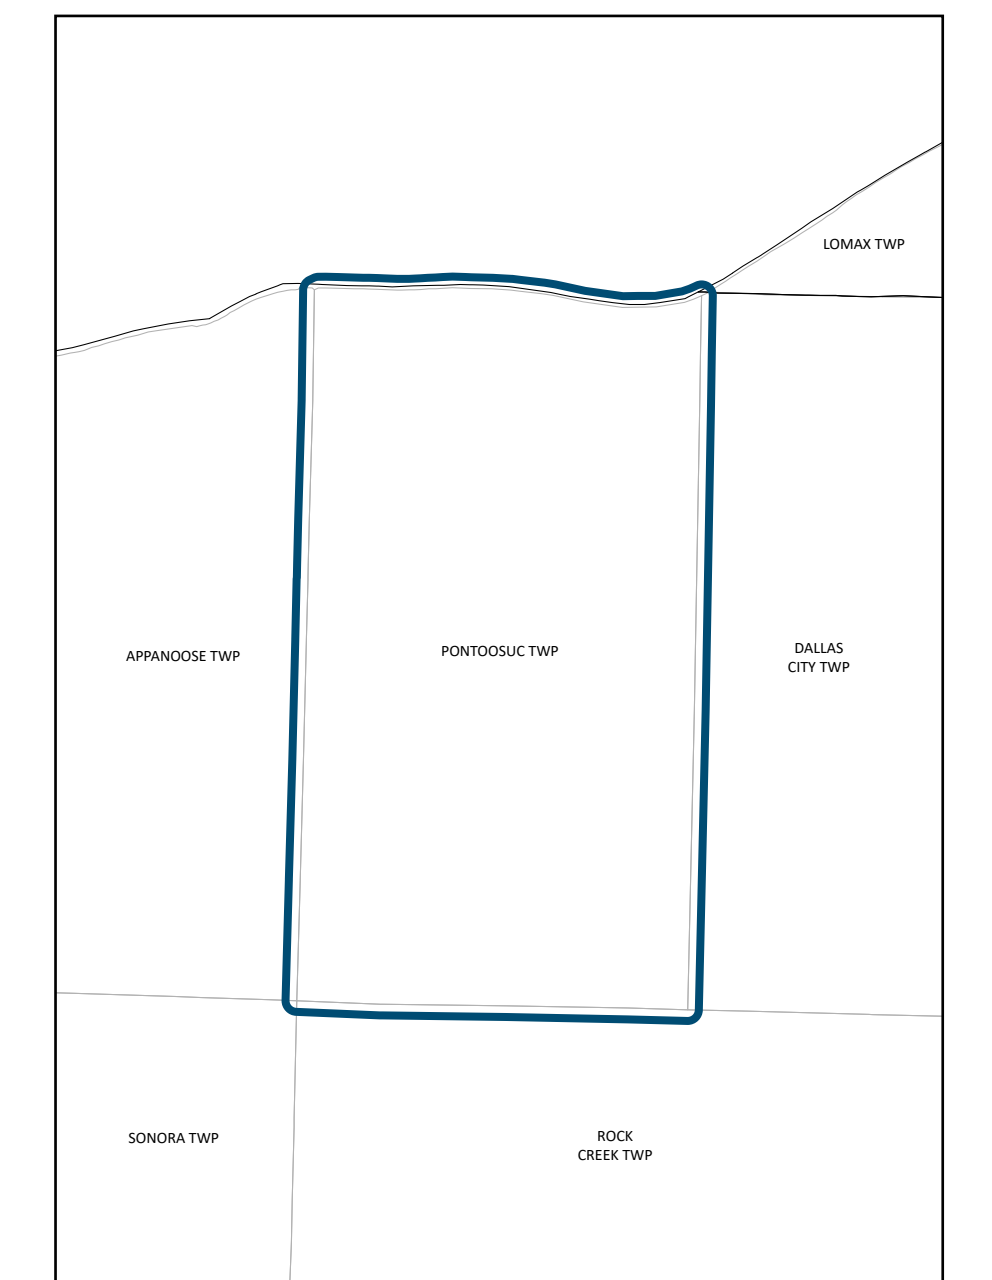 LOMAX TWP
APPANOOSE TWP
PONTOOSUC TWP
DALLAS
CITY TWP
SONORA TWP
ROCK
CREEK TWP